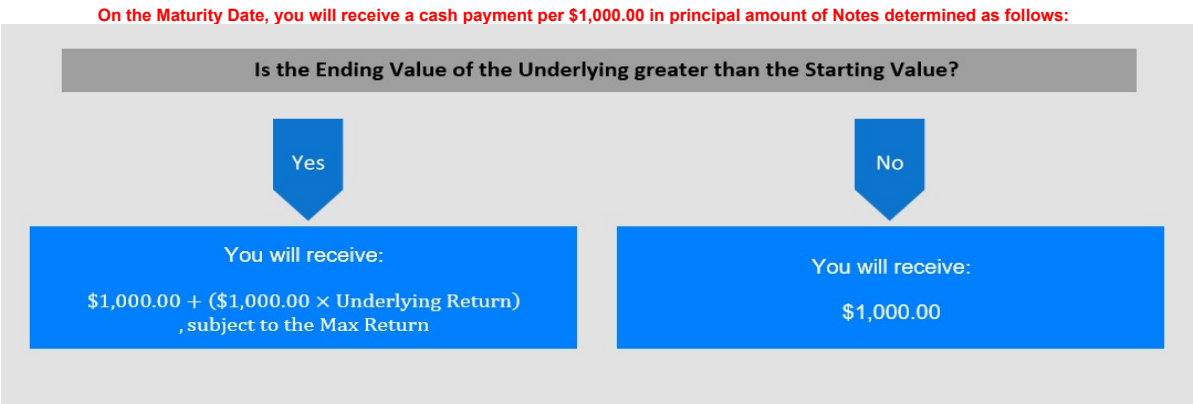 On the Maturity Date, you will receive a cash payment per $1,000.00 in principal amount of Notes determined as follows:
Is the Ending Value of the Underlying greater than the Starting Value?
Yes
No
You will receive:
$1,000.00 + ($1,000.00 × Underlying Return)
, subject to the Max Return
You will receive:
$1,000.00